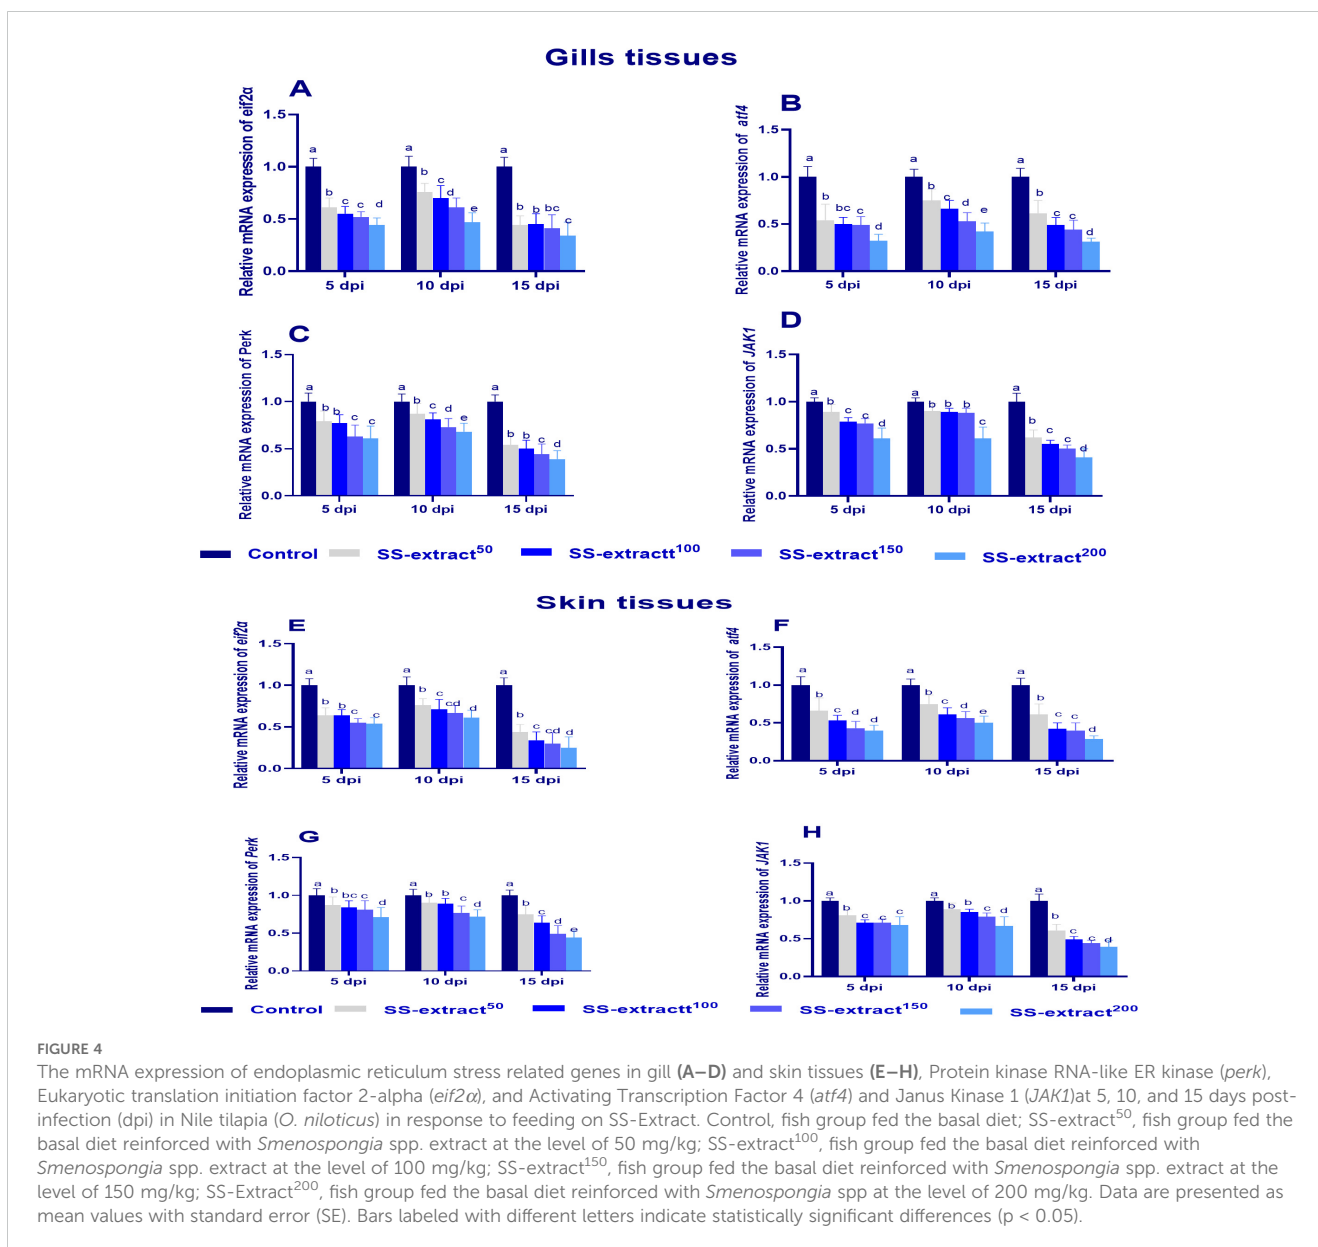 Gills tissues
A
Relative mRNA expression of eif2α
1.5
1.0
0.5
0.0
a b c c d
a b c d e
a b b bc c
5 dpi 10 dpi 15 dpi
B
Relative mRNA expression of atf4
1.5
1.0
0.5
0.0
a b bc c d
a b c d e
a b c c d
5 dpi 10 dpi 15 dpi
C
Relative mRNA expression of Perk
1.5
1.0
0.5
0.0
a b b c c
a b c d e
a b b c d
5 dpi 10 dpi 15 dpi
D
Relative mRNA expression of JAK1
1.5
1.0
0.5
0.0
a b c c d
a b b b c
a b c c d
5 dpi 10 dpi 15 dpi
Control SS-extract50 SS-extractt100 SS-extract150 SS-extract200
Skin tissues
E
Relative mRNA expression of eif2α
1.5
1.0
0.5
0.0
a b b c c
a b c cd d
a b c cd d
5 dpi 10 dpi 15 dpi
F
Relative mRNA expression of atf4
1.5
1.0
0.5
0.0
a b c d d
a b c d e
a b c c d
5 dpi 10 dpi 15 dpi
G
Relative mRNA expression of Perk
1.5
1.0
0.5
0.0
a b bc c d
a b b c d
a b c d e
5 dpi 10 dpi 15 dpi
H
Relative mRNA expression of JAK1
1.5
1.0
0.5
0.0
a b c c c
a b b c d
a b c c d
5 dpi 10 dpi 15 dpi
Control SS-extract50 SS-extractt100 SS-extract150 SS-extract200
FIGURE 4
The mRNA expression of endoplasmic reticulum stress related genes in gill (A–D) and skin tissues (E–H), Protein kinase RNA-like ER kinase (perk),
Eukaryotic translation initiation factor 2-alpha (eif2α), and Activating Transcription Factor 4 (atf4) and Janus Kinase 1 (JAK1)at 5, 10, and 15 days post-
infection (dpi) in Nile tilapia (O. niloticus) in response to feeding on SS-Extract. Control, fish group fed the basal diet; SS-extract50, fish group fed the
basal diet reinforced with Smenospongia spp. extract at the level of 50 mg/kg; SS-extract100, fish group fed the basal diet reinforced with
Smenospongia spp. extract at the level of 100 mg/kg; SS-extract150, fish group fed the basal diet reinforced with Smenospongia spp. extract at the
level of 150 mg/kg; SS-Extract200, fish group fed the basal diet reinforced with Smenospongia spp at the level of 200 mg/kg. Data are presented as
mean values with standard error (SE). Bars labeled with different letters indicate statistically significant differences (p < 0.05).